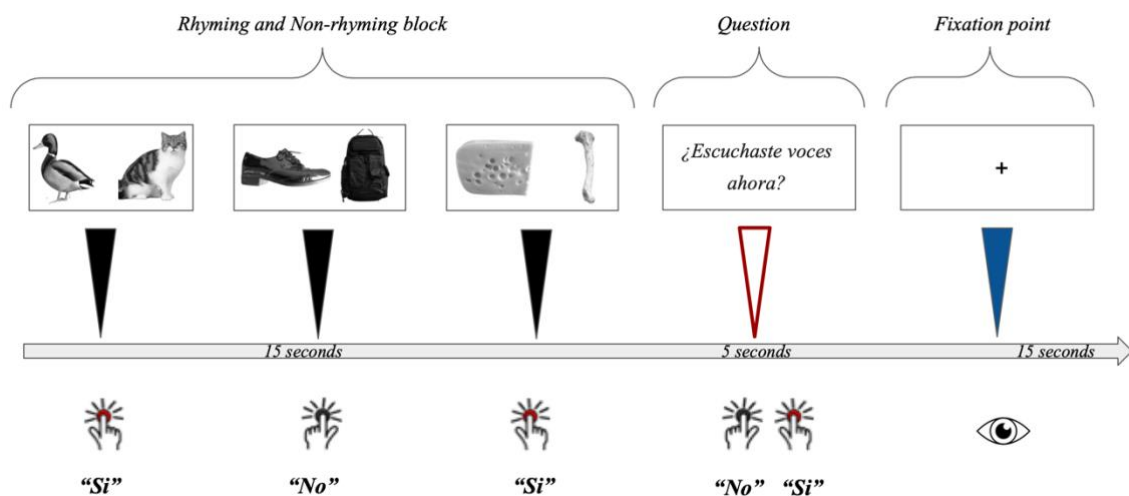 Rhyming and Non-rhyming block
Question
Fixation point
¿Escuchaste voces
ahora?
+
15 seconds
5 seconds
15 seconds
“Si”
“No”
“Si”
“No”
“Si”